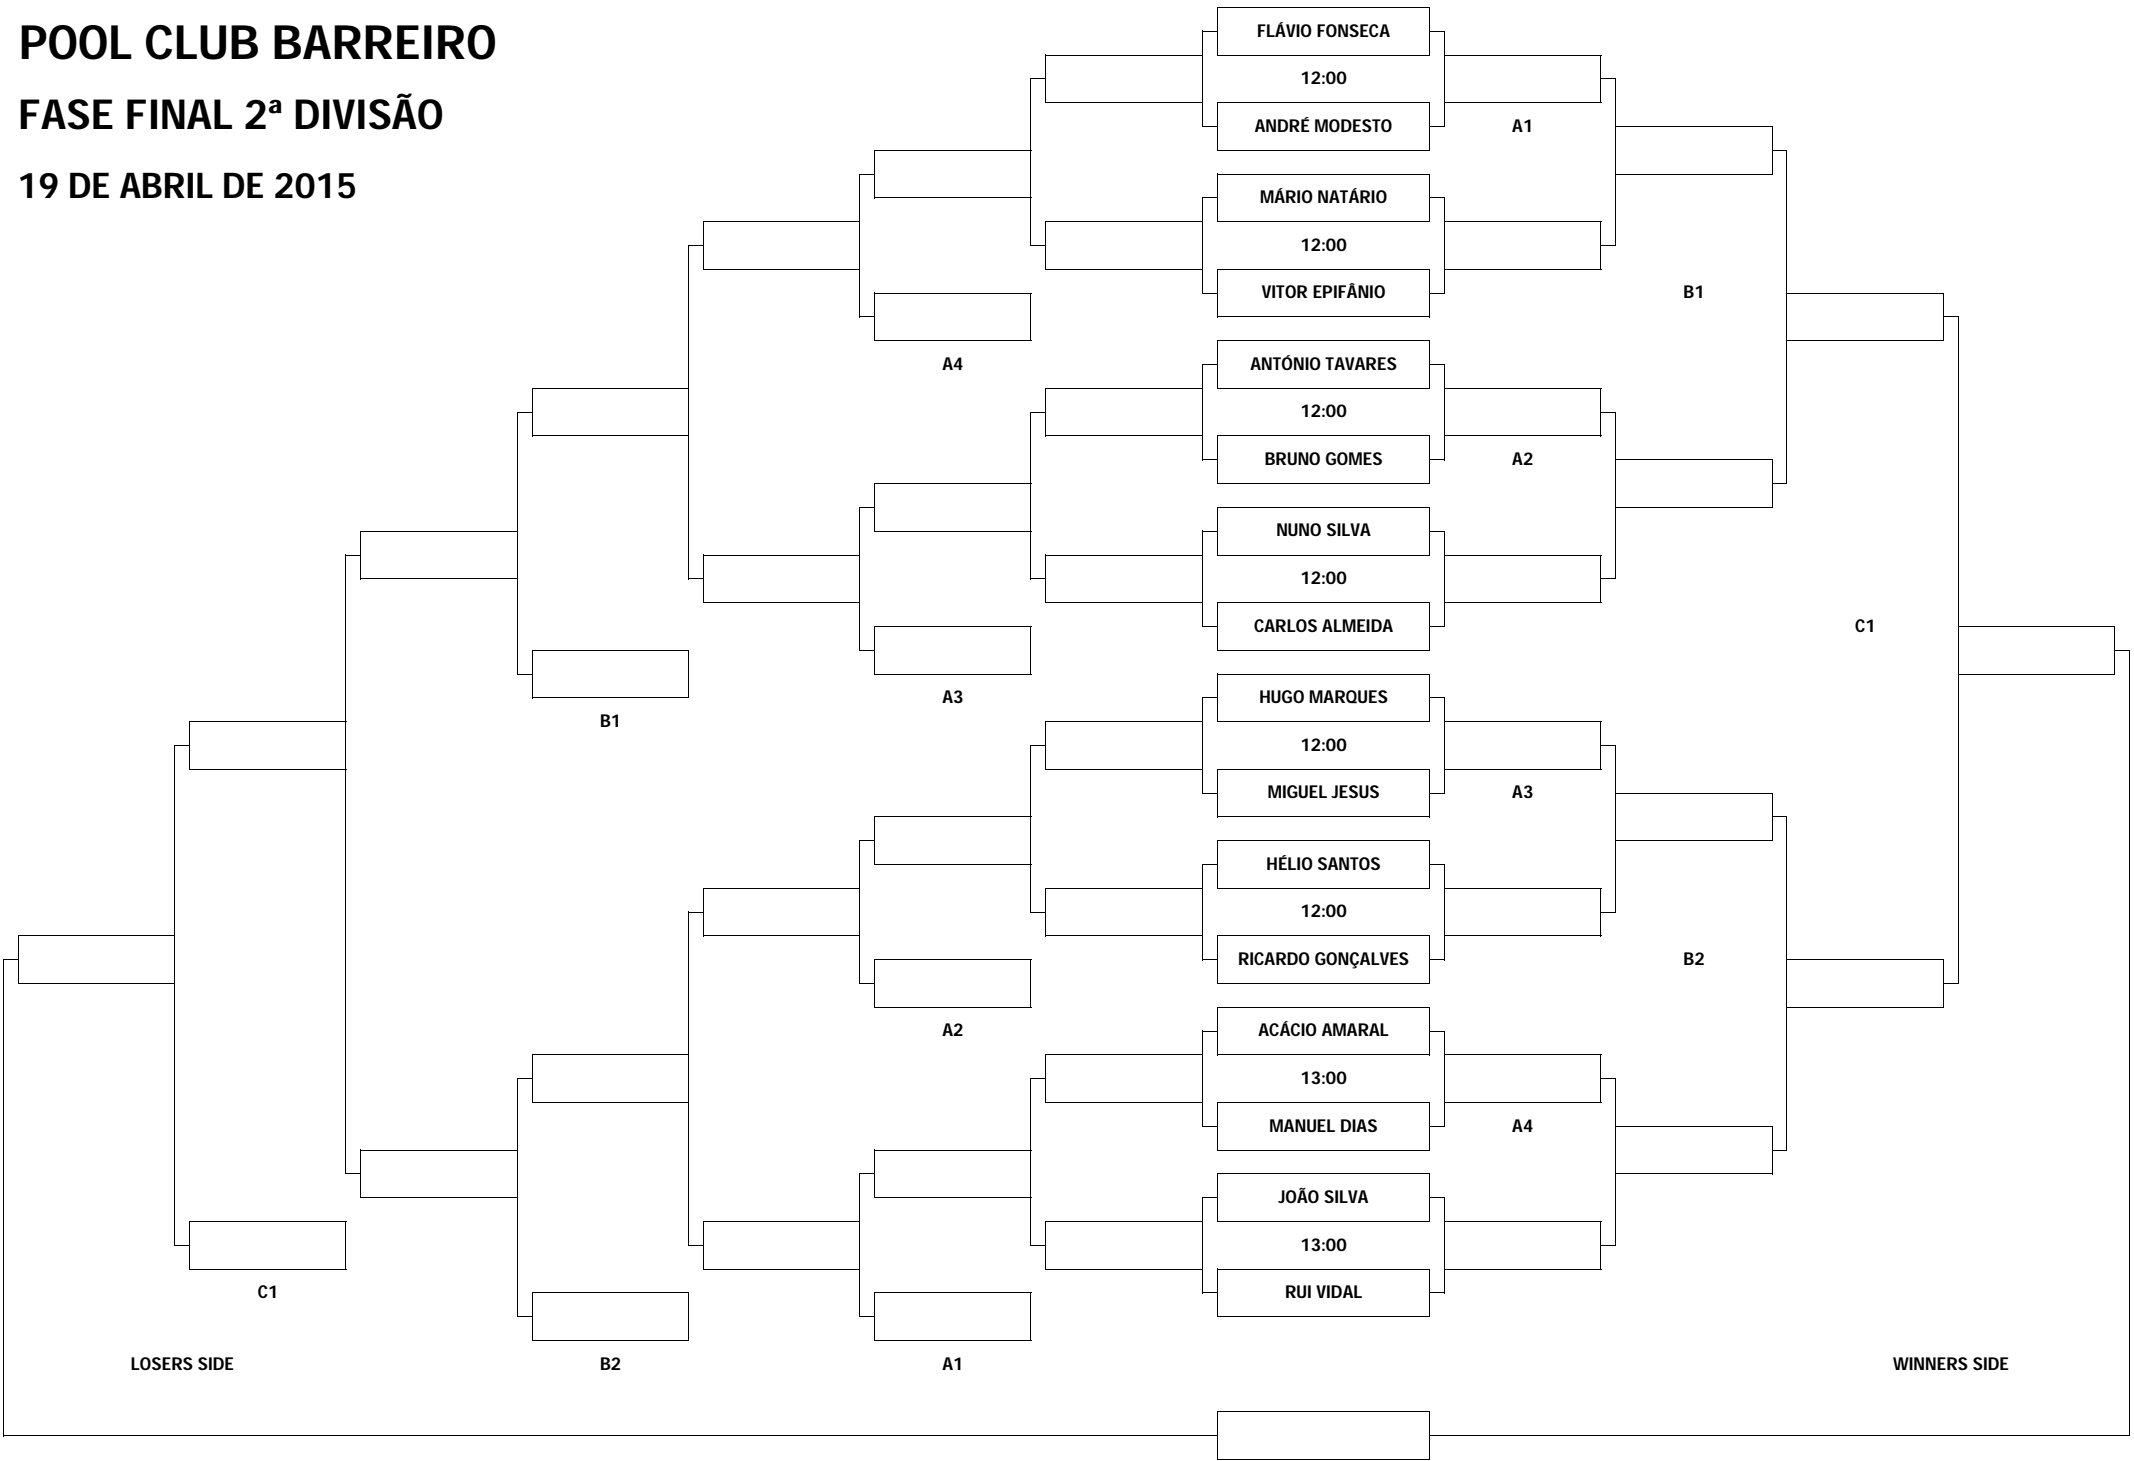 POOL CLUB BARREIRO
FASE FINAL 2ª DIVISÃO
19 DE ABRIL DE 2015
FLÁVIO FONSECA
12:00
ANDRÉ MODESTO
A1
MÁRIO NATÁRIO
12:00
VITOR EPIFÂNIO
B1
A4
ANTÓNIO TAVARES
12:00
BRUNO GOMES
A2
NUNO SILVA
12:00
CARLOS ALMEIDA
C1
A3
B1
HUGO MARQUES
12:00
MIGUEL JESUS
A3
HÉLIO SANTOS
12:00
RICARDO GONÇALVES
B2
A2
ACÁCIO AMARAL
13:00
MANUEL DIAS
A4
JOÃO SILVA
13:00
RUI VIDAL
C1
LOSERS SIDE
B2
A1
WINNERS SIDE